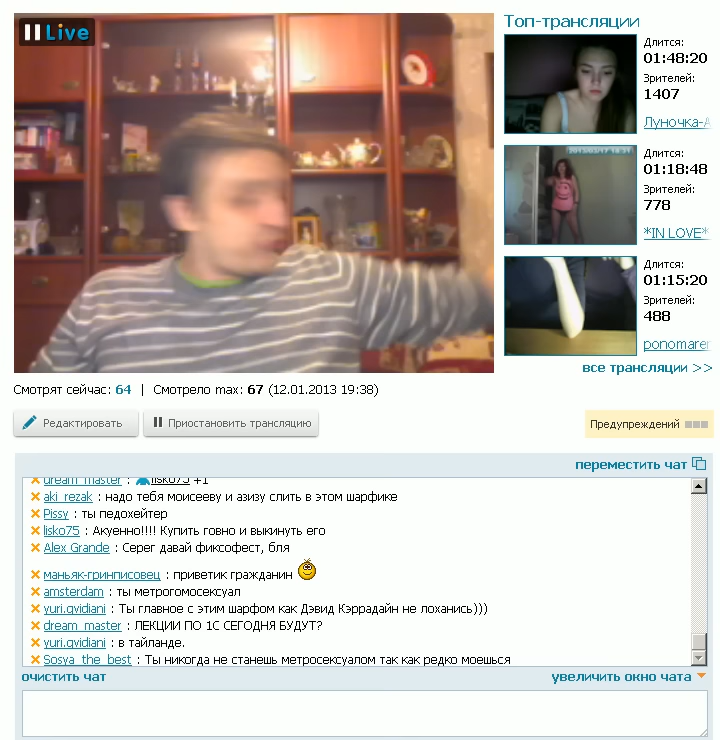 Live
Топ-трансляции
Длится:
01:48:20
Зрителей:
1407
Луночка-А
Длится:
01:18:48
Зрителей:
778
*IN LOVE*
Длится:
01:15:20
Зрителей:
488
ponomarer
все трансляции >>
Смотрят сейчас: 64 | Смотрело max: 67 (12.01.2013 19:38)
Редактировать
Приостановить трансляцию
Предупреждений
переместить чат
dream_master : lisko75 +1
aki_rezak : надо тебя моисееву и азизу слить в этом шарфике
Pissy : ты педохейтер
lisko75 : Акуенно!!!! Купить говно и выкинуть его
Alex Grande : Серег давай фиксофест, бля
маньяк-гринписовец : приветик гражданин
amsterdam : ты метрогомосексуал
yuri.gvidiani : Ты главное с этим шарфом как Дэвид Кэррадайн не лоханись)))
dream_master : ЛЕКЦИИ ПО 1С СЕГОДНЯ БУДУТ?
yuri.gvidiani : в тайланде.
Sosya_the_best : Ты никогда не станешь метросексуалом так как редко моешься
очистить чат
увеличить окно чата